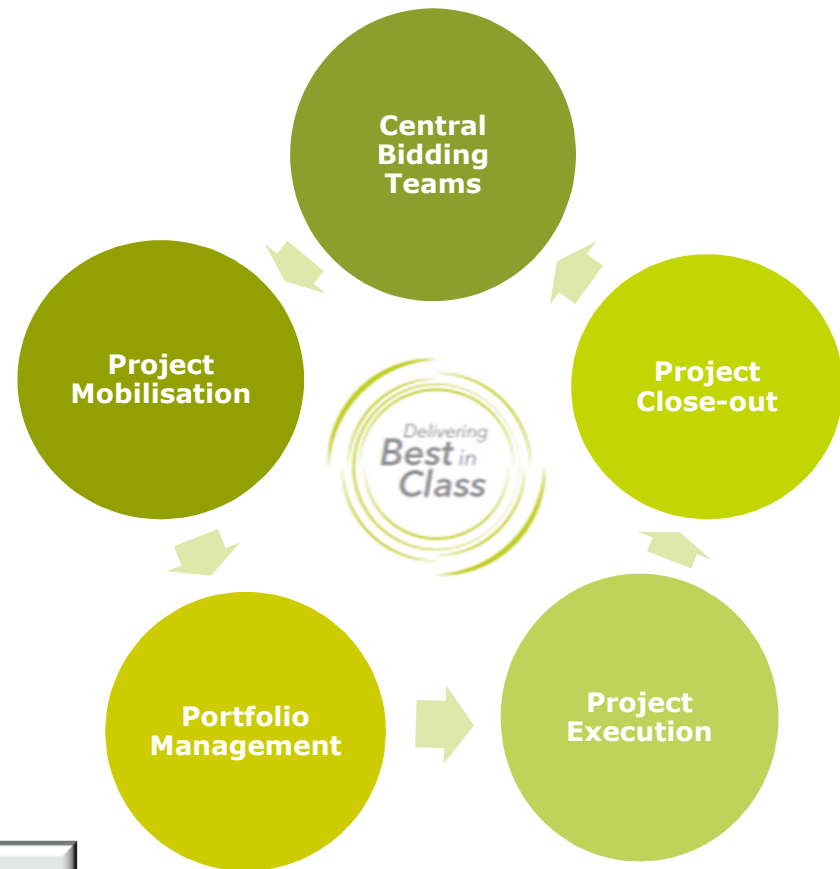 Central
Bidding
Teams
Project
Mobilisation
Project
Close-out
Delivering
Best in
Class
Portfolio
Management
Project
Execution